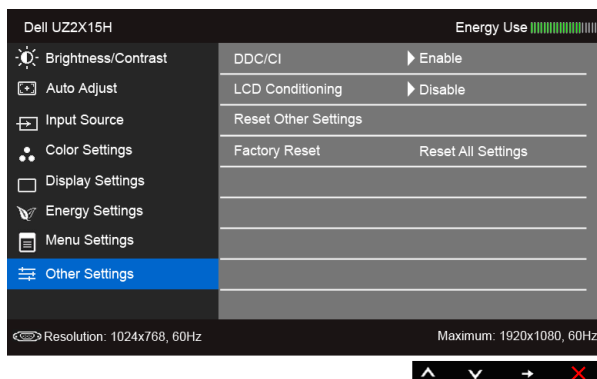 Dell UZ2X15H
Energy Use
Brightness/Contrast
DDC/CI
Enable
Auto Adjust
LCD Conditioning
Disable
Input Source
Reset Other Settings
Color Settings
Factory Reset
Reset All Settings
Display Settings
Energy Settings
Menu Settings
Other Settings
Resolution: 1024x768, 60Hz
Maximum: 1920x1080, 60Hz